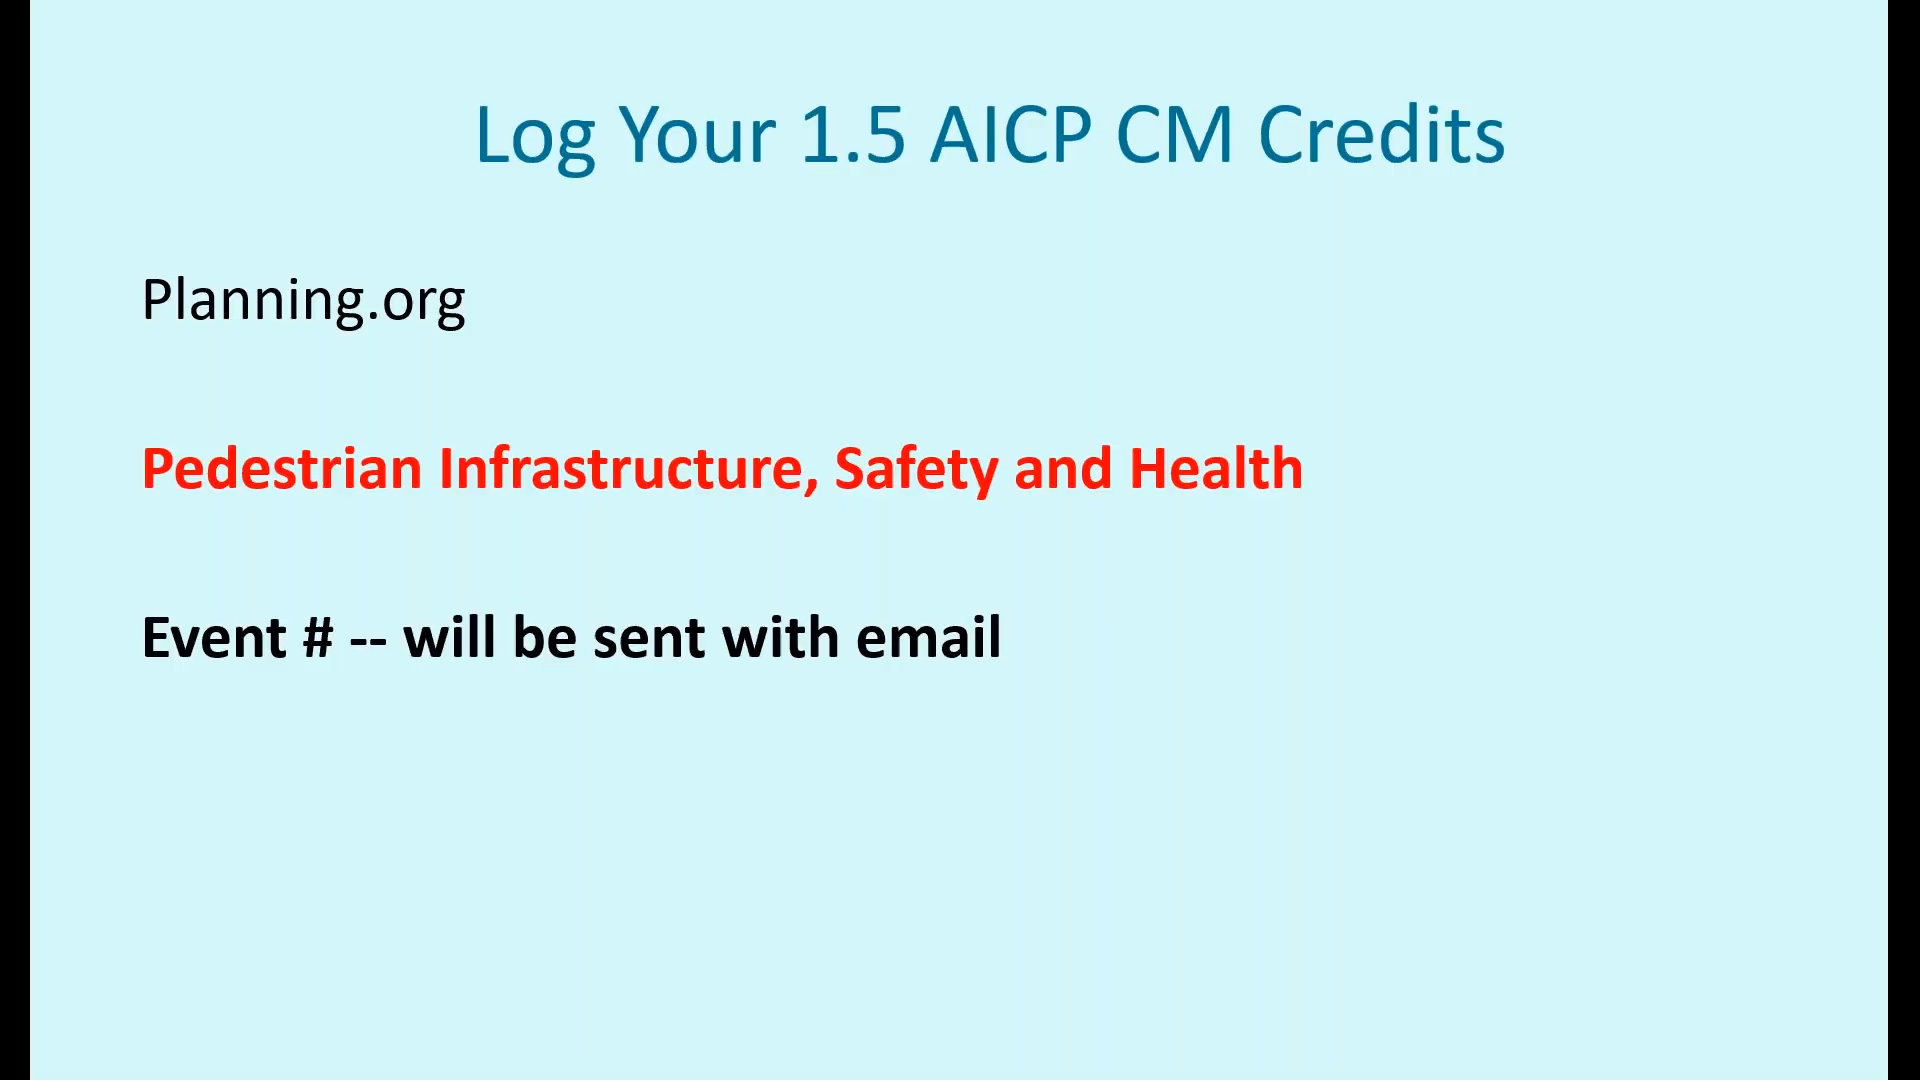 Log Your 1.5 AICP CM Credits
Planning.org
Pedestrian Infrastructure, Safety and Health
Event # -- will be sent with email